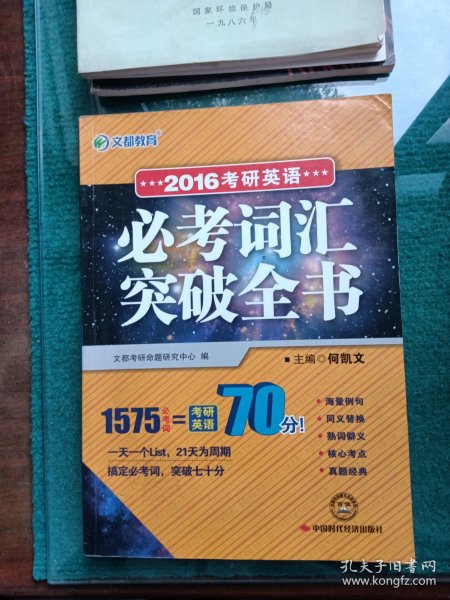 国家环境保护局
一九八六年
文都教育
★★★2016考研英语★★★
必考词汇
突破全书
文都考研命题研究中心 编
■ 主编◎何凯文
1575必考词=考研英语70分!
一天一个List,21天为周期
搞定必考词,突破七十分
• 海量例句
• 同义替换
• 熟词僻义
• 核心考点
• 真题经典
中国时代经济出版社
孔夫子旧书网
www.kongfz.com